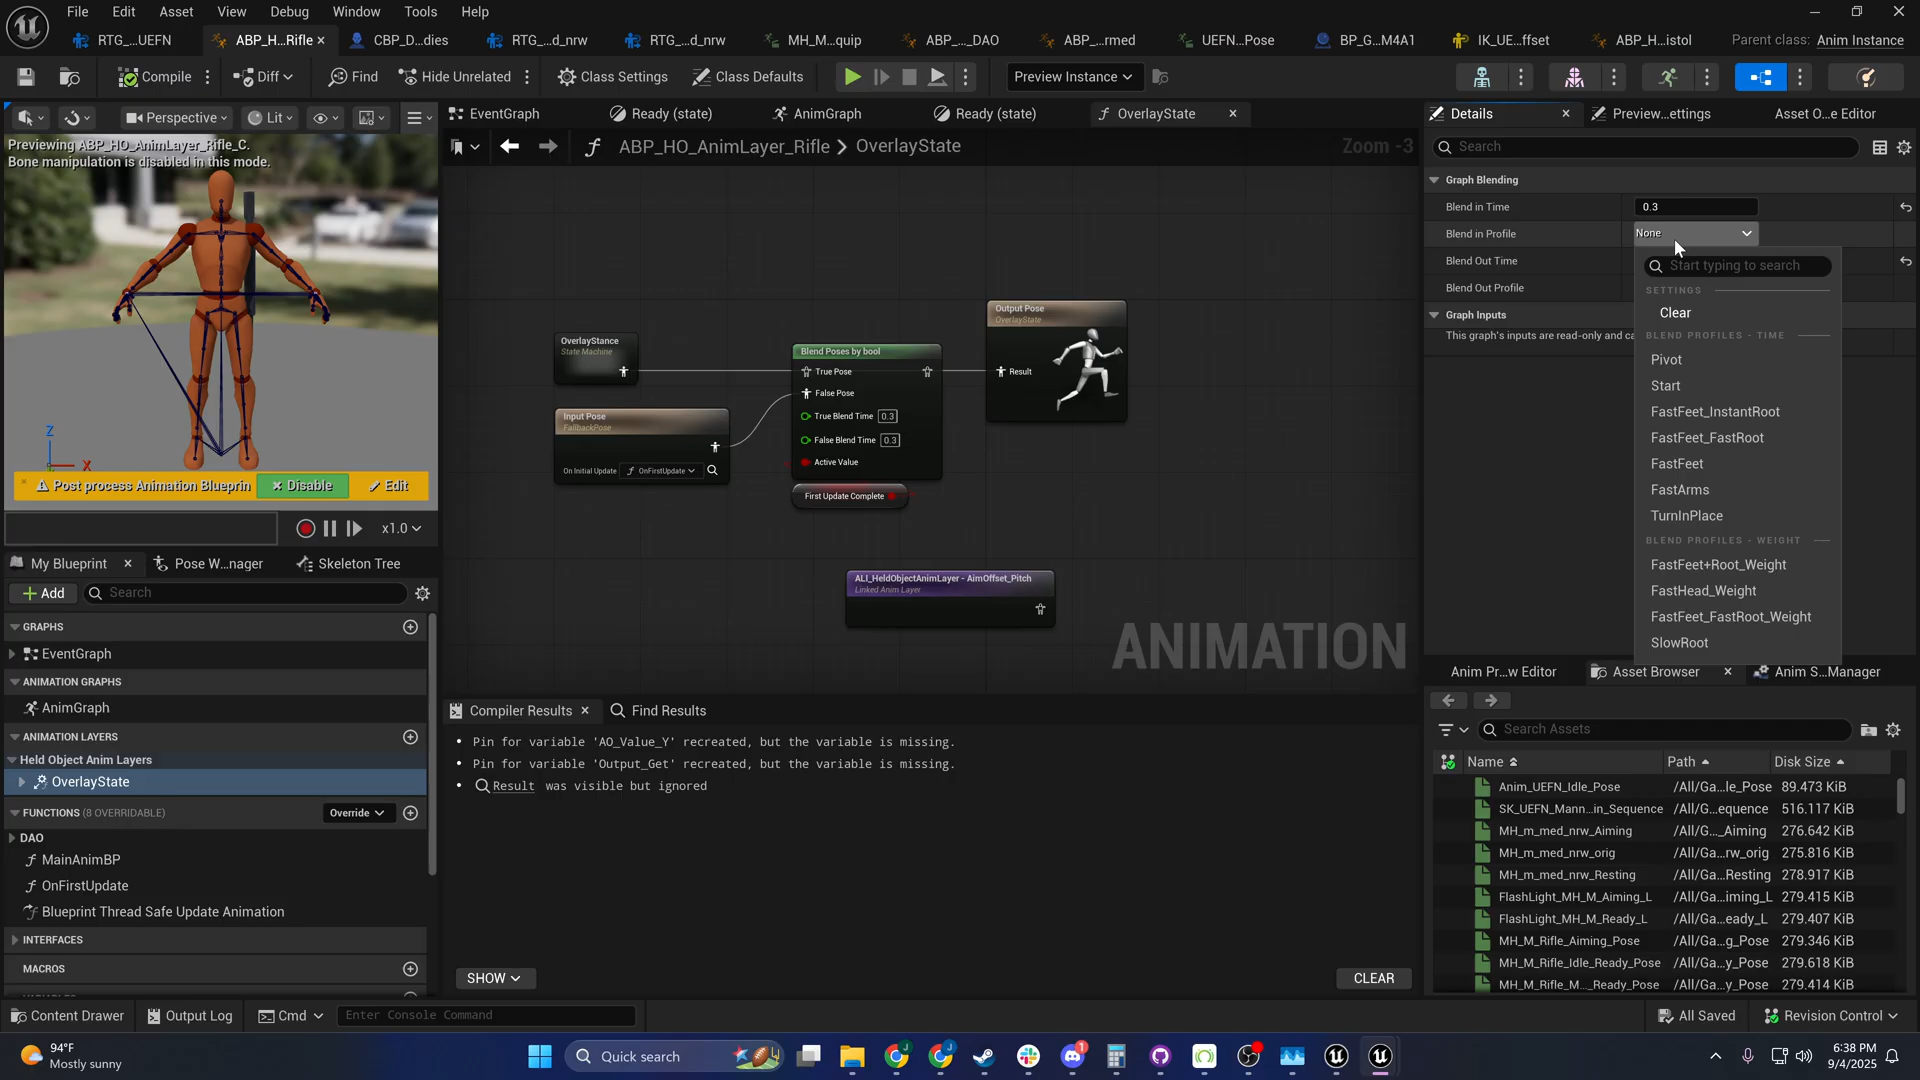 File Edit Asset View Debug Window Tools Help
RTG_...UEFN ABP_H...Rifle CBP_D...dies RTG_...d_nrw RTG_...d_nrw MH_M...quip ABP_..._DAO ABP_...rmed UEFN...Pose BP_G...M4A1 IK_UE...ffset ABP_H...istol Parent class: Anim Instance
Compile Diff Find Hide Unrelated Class Settings Class Defaults Preview Instance
Perspective Lit
Previewing ABP_HO_AnimLayer_Rifle_C.
Bone manipulation is disabled in this mode.
Z
X
Post process Animation Blueprin Disable Edit
x1.0
My Blueprint Pose W...nager Skeleton Tree
Add Search
GRAPHS
EventGraph
ANIMATION GRAPHS
AnimGraph
ANIMATION LAYERS
Held Object Anim Layers
OverlayState
FUNCTIONS (8 OVERRIDABLE) Override
DAO
MainAnimBP
OnFirstUpdate
Blueprint Thread Safe Update Animation
INTERFACES
MACROS
EventGraph Ready (state) AnimGraph Ready (state) OverlayState
ABP_HO_AnimLayer_Rifle > OverlayState Zoom -3
OverlayStance
State Machine
Input Pose
FallbackPose
On Initial Update OnFirstUpdate
Blend Poses by bool
True Pose
False Pose
True Blend Time 0.3
False Blend Time 0.3
Active Value
First Update Complete
Output Pose
OverlayState
Result
ALI_HeldObjectAnimLayer - AimOffset_Pitch
Linked Anim Layer
ANIMATION
Compiler Results Find Results
Pin for variable 'AO_Value_Y' recreated, but the variable is missing.
Pin for variable 'Output_Get' recreated, but the variable is missing.
Result was visible but ignored
SHOW CLEAR
Details Preview...ettings Asset O...e Editor
Search
Graph Blending
Blend in Time 0.3
Blend in Profile None
Blend Out Time
Blend Out Profile
Graph Inputs
This graph's inputs are read-only and ca
Start typing to search
SETTINGS
Clear
BLEND PROFILES - TIME
Pivot
Start
FastFeet_InstantRoot
FastFeet_FastRoot
FastFeet
FastArms
TurnInPlace
BLEND PROFILES - WEIGHT
FastFeet+Root_Weight
FastHead_Weight
FastFeet_FastRoot_Weight
SlowRoot
Anim Pr...w Editor Asset Browser Anim S...Manager
Search Assets
Name Path Disk Size
Anim_UEFN_Idle_Pose /All/Ga...le_Pose 89.473 KiB
SK_UEFN_Mann...in_Sequence /All/G...equence 516.117 KiB
MH_m_med_nrw_Aiming /All/G..._Aiming 276.642 KiB
MH_m_med_nrw_orig /All/Ga...rw_orig 275.816 KiB
MH_m_med_nrw_Resting /All/Ga...Resting 278.917 KiB
FlashLight_MH_M_Aiming_L /All/Ga...iming_L 279.415 KiB
FlashLight_MH_M_Ready_L /All/Ga...eady_L 279.407 KiB
MH_M_Rifle_Aiming_Pose /All/Ga...g_Pose 279.346 KiB
MH_M_Rifle_Idle_Ready_Pose /All/Ga...y_Pose 279.618 KiB
MH_M_Rifle_M..._Ready_Pose /All/Ga...y_Pose 279.414 KiB
Content Drawer Output Log Cmd Enter Console Command All Saved Revision Control
94°F
Mostly sunny
Quick search
1
6:38 PM
9/4/2025